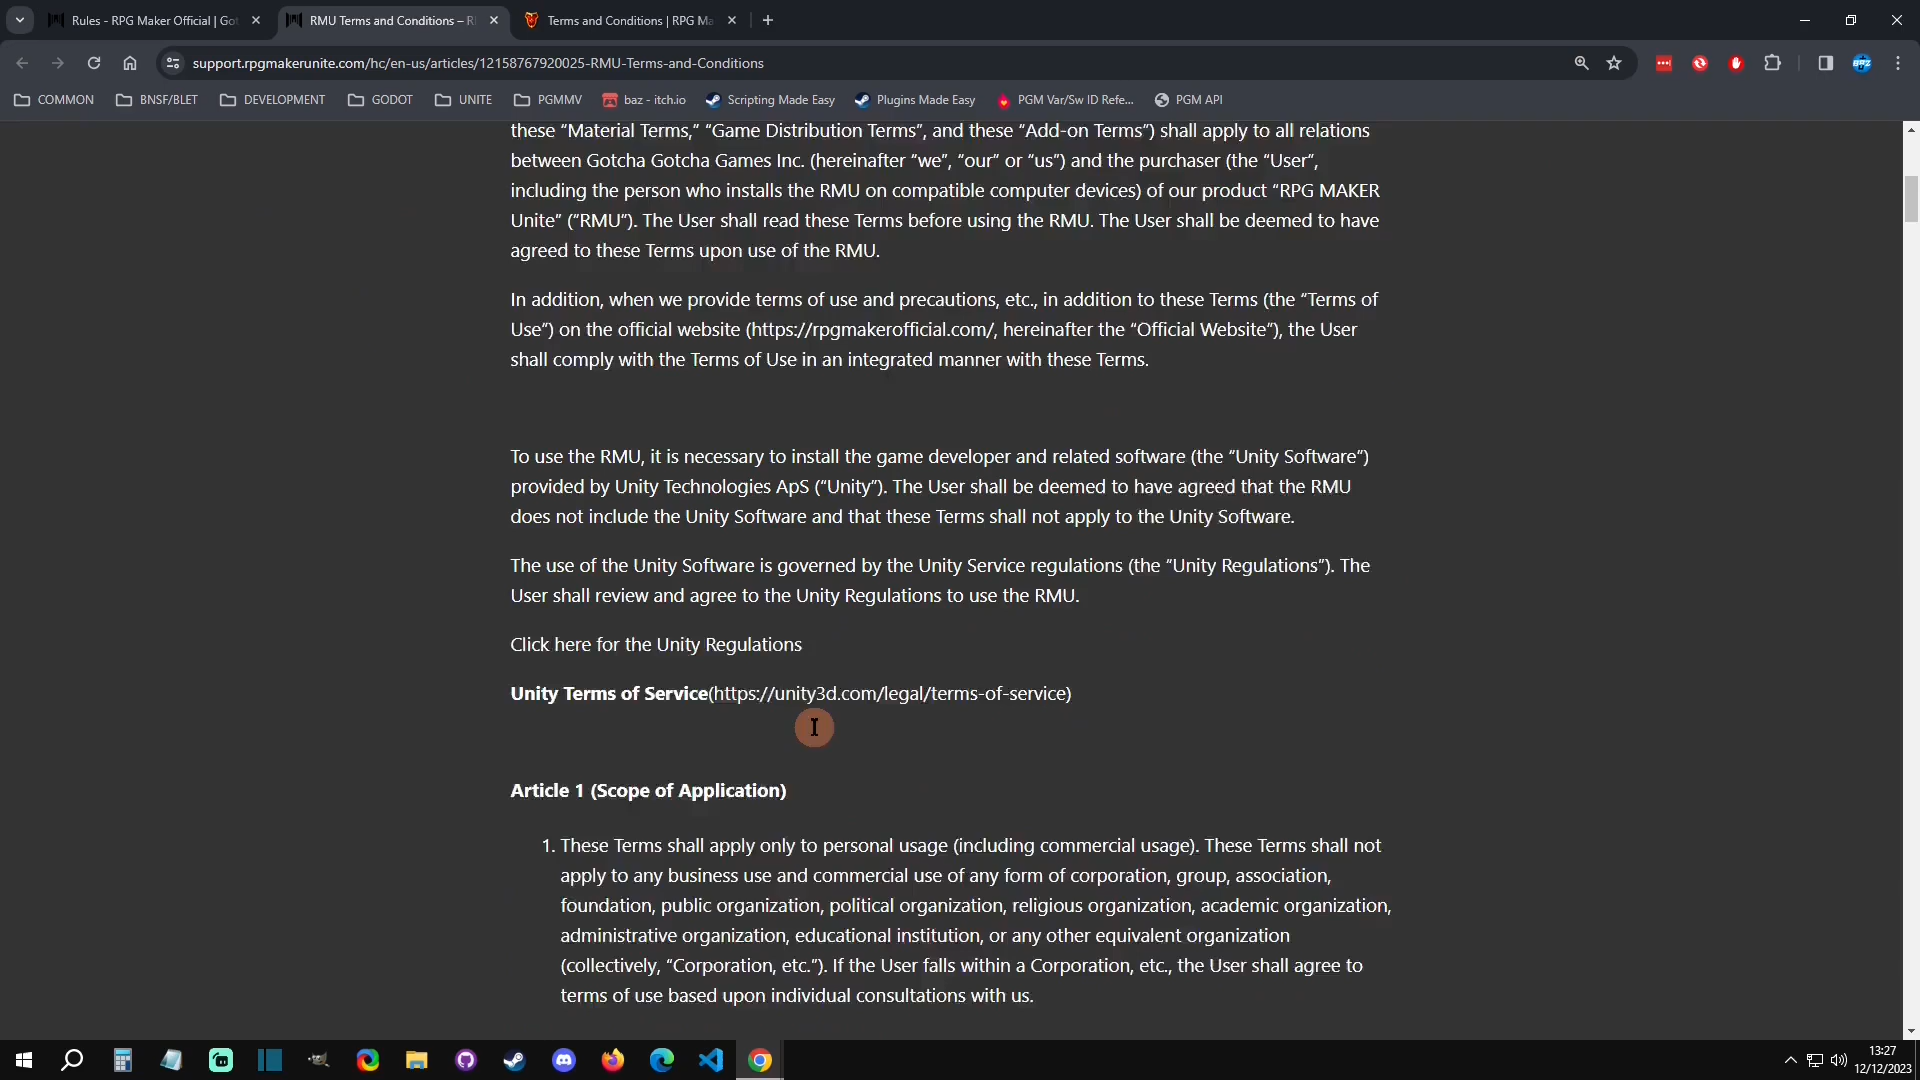 Rules - RPG Maker Official | Go
RMU Terms and Conditions – R
Terms and Conditions | RPG Ma
support.rpgmakerunite.com/hc/en-us/articles/12158767920025-RMU-Terms-and-Conditions
COMMON
BNSF/BLET
DEVELOPMENT
GODOT
UNITE
PGMMV
baz - itch.io
Scripting Made Easy
Plugins Made Easy
PGM Var/Sw ID Refe...
PGM API
these “Material Terms,” “Game Distribution Terms”, and these “Add-on Terms”) shall apply to all relations
between Gotcha Gotcha Games Inc. (hereinafter “we”, “our” or “us”) and the purchaser (the “User”,
including the person who installs the RMU on compatible computer devices) of our product “RPG MAKER
Unite” (“RMU”). The User shall read these Terms before using the RMU. The User shall be deemed to have
agreed to these Terms upon use of the RMU.
In addition, when we provide terms of use and precautions, etc., in addition to these Terms (the “Terms of
Use”) on the official website (https://rpgmakerofficial.com/, hereinafter the “Official Website”), the User
shall comply with the Terms of Use in an integrated manner with these Terms.
To use the RMU, it is necessary to install the game developer and related software (the “Unity Software”)
provided by Unity Technologies ApS (“Unity”). The User shall be deemed to have agreed that the RMU
does not include the Unity Software and that these Terms shall not apply to the Unity Software.
The use of the Unity Software is governed by the Unity Service regulations (the “Unity Regulations”). The
User shall review and agree to the Unity Regulations to use the RMU.
Click here for the Unity Regulations
Unity Terms of Service(https://unity3d.com/legal/terms-of-service)
Article 1 (Scope of Application)
1. These Terms shall apply only to personal usage (including commercial usage). These Terms shall not
apply to any business use and commercial use of any form of corporation, group, association,
foundation, public organization, political organization, religious organization, academic organization,
administrative organization, educational institution, or any other equivalent organization
(collectively, “Corporation, etc.”). If the User falls within a Corporation, etc., the User shall agree to
terms of use based upon individual consultations with us.
13:27
12/12/2023